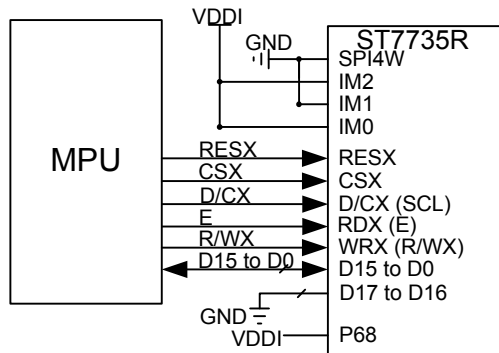 VDDI
GND
ST7735R
SPI4W
IM2
IM1
IM0
MPU
RESX
RESX
CSX
CSX
D/CX
D/CX (SCL)
E
RDX (E)
R/WX
WRX (R/WX)
D15 to D0
D15 to D0
D17 to D16
GND
VDDI
P68